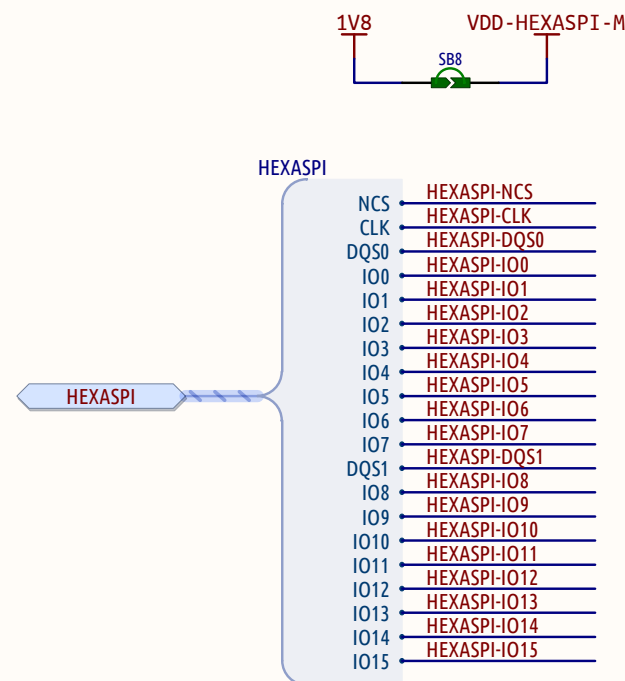 1V8 VDD-HEXASPI-M
SB8
HEXASPI
NCS HEXASPI-NCS
CLK HEXASPI-CLK
DQS0 HEXASPI-DQS0
IO0 HEXASPI-IO0
IO1 HEXASPI-IO1
IO2 HEXASPI-IO2
IO3 HEXASPI-IO3
IO4 HEXASPI-IO4
HEXASPI IO5 HEXASPI-IO5
IO6 HEXASPI-IO6
IO7 HEXASPI-IO7
DQS1 HEXASPI-DQS1
IO8 HEXASPI-IO8
IO9 HEXASPI-IO9
IO10 HEXASPI-IO10
IO11 HEXASPI-IO11
IO12 HEXASPI-IO12
IO13 HEXASPI-IO13
IO14 HEXASPI-IO14
IO15 HEXASPI-IO15